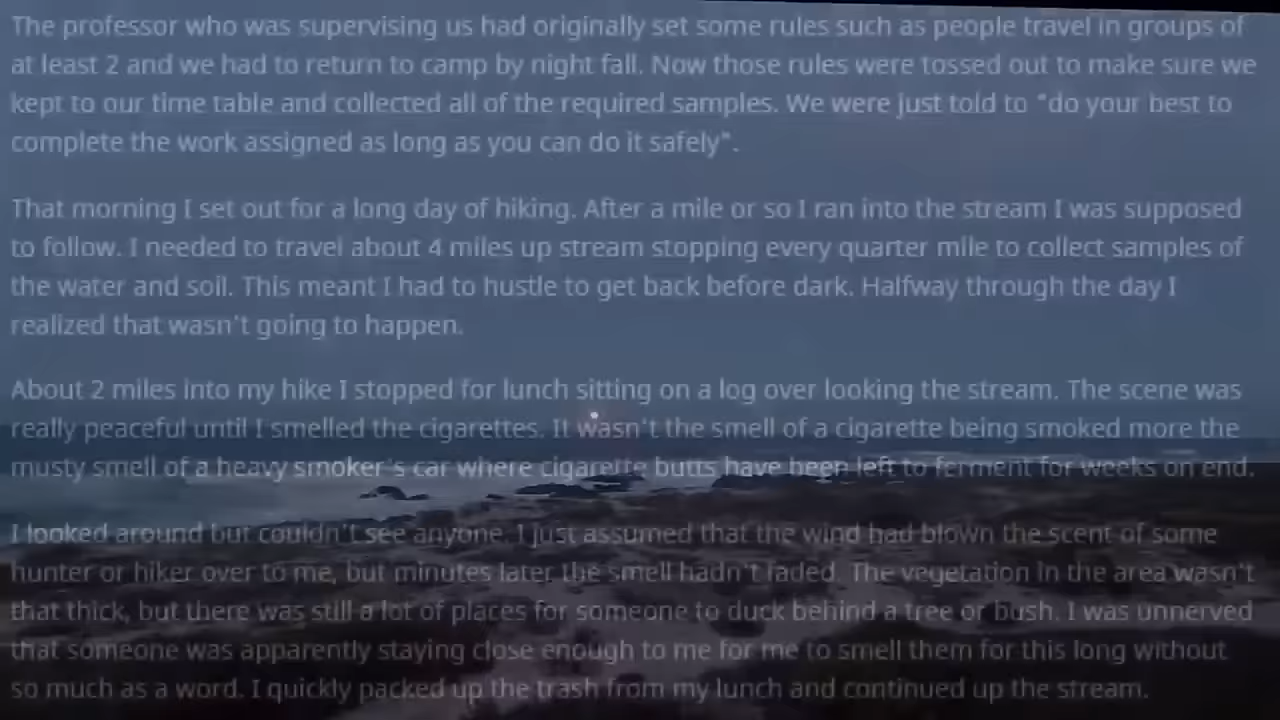 The professor who was supervising us had originally set some rules such as people travel in groups of
at least 2 and we had to return to camp by night fall. Now those rules were tossed out to make sure we
kept to our time table and collected all of the required samples. We were just told to "do your best to
complete the work assigned as long as you can do it safely".
That morning I set out for a long day of hiking. After a mile or so I ran into the stream I was supposed
to follow. I needed to travel about 4 miles up stream stopping every quarter mile to collect samples of
the water and soil. This meant I had to hustle to get back before dark. Halfway through the day I
realized that wasn't going to happen.
About 2 miles into my hike I stopped for lunch sitting on a log over looking the stream. The scene was
really peaceful until I smelled the cigarettes. It wasn't the smell of a cigarette being smoked more the
musty smell of a heavy smoker's car where cigarette butts have been left to ferment for weeks on end.
I looked around but couldn't see anyone. I just assumed that the wind had blown the scent of some
hunter or hiker over to me, but minutes later the smell hadn't faded. The vegetation in the area wasn't
that thick, but there was still a lot of places for someone to duck behind a tree or bush. I was unnerved
that someone was apparently staying close enough to me for me to smell them for this long without
so much as a word. I quickly packed up the trash from my lunch and continued up the stream.